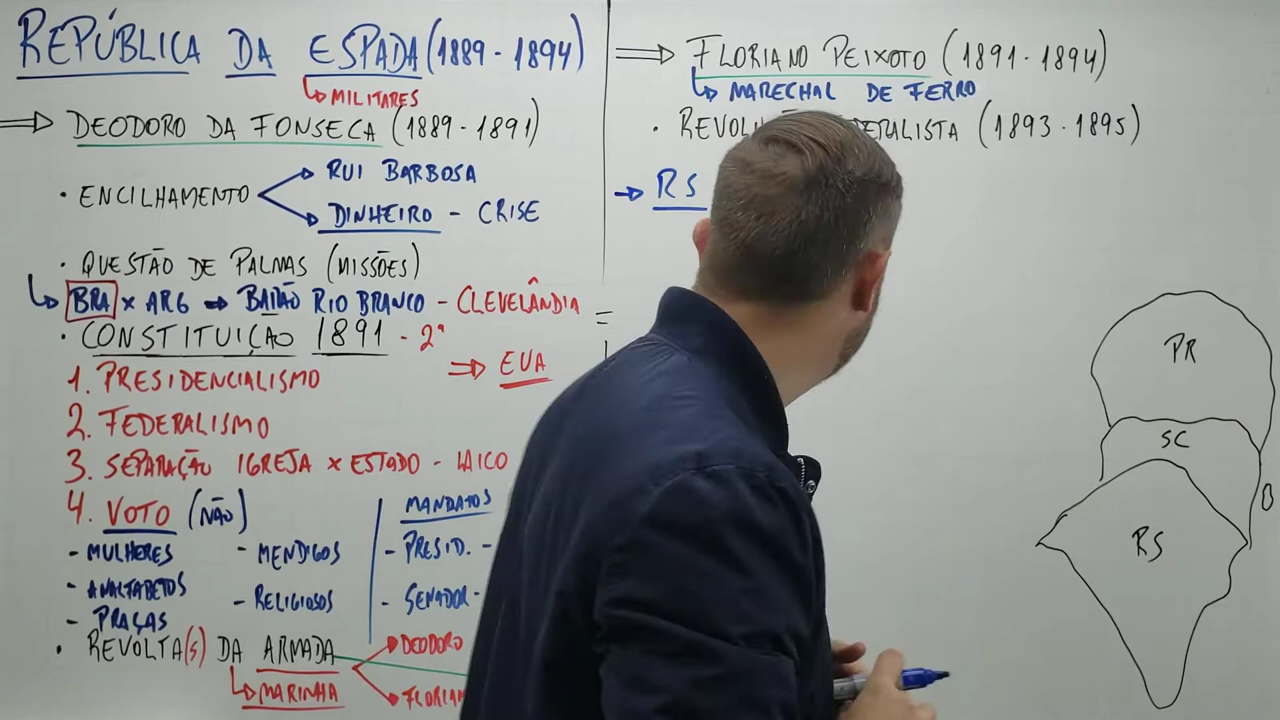 REPÚBLICA DA ESPADA (1889 - 1894)
MILITARES
DEODORO DA FONSECA (1889 - 1891)
• ENCILHAMENTO
RUI BARBOSA
DINHEIRO - CRISE
• QUESTÃO DE PALMAS (MISSÕES)
BRA x ARG → BARÃO RIO BRANCO - CLEVELÂNDIA
• CONSTITUIÇÃO 1891 - 2ª
⇒ EUA
1. PRESIDENCIALISMO
2. FEDERALISMO
3. SEPARAÇÃO IGREJA x ESTADO - LAICO
4. VOTO (NÃO)
- MULHERES
- ANALFABETOS
- PRAÇAS
- MENDIGOS
- RELIGIOSOS
MANDATOS
- PRESID. -
- SENADOR -
• REVOLTA(S) DA ARMADA
MARINHA
DEODORO
⇒ FLORIANO PEIXOTO (1891 - 1894)
MARECHAL DE FERRO
• (1893 - 1895)
→ RS
PR
SC
RS